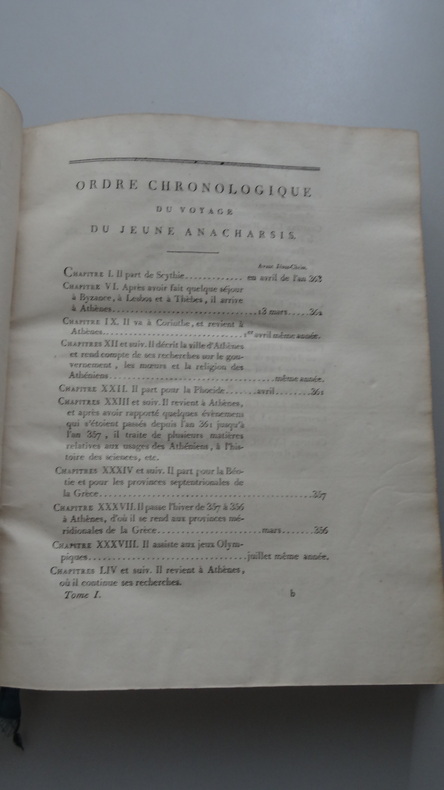 ORDRE CHRONOLOGIQUE
DU VOYAGE
DU JEUNE ANACHARSIS.
Avant Jésus-Christ.
CHAPITRE I. Il part de Scythie............. en avril de l'an 363
CHAPITRE VI. Après avoir fait quelque séjour
à Byzance, à Lesbos et à Thèbes, il arrive
à Athènes...............................13 mars.....362
CHAPITRE IX. Il va à Corinthe, et revient à
Athènes...............................1er avril même année.
CHAPITRES XII et suiv. Il décrit la ville d'Athènes
et rend compte de ses recherches sur le gou-
vernement, les mœurs et la religion des
Athéniens................................... même année.
CHAPITRE XXII. Il part pour la Phocide......avril.......361
CHAPITRES XXIII et suiv. Il revient à Athènes,
et après avoir rapporté quelques évènemens
qui s'étoient passés depuis l'an 361 jusqu'à
l'an 357, il traite de plusieurs matières
relatives aux usages des Athéniens, à l'his-
toire des sciences, etc.
CHAPITRES XXXIV et suiv. Il part pour la Béo-
tie et pour les provinces septentrionales de
la Grèce................................................357
CHAPITRE XXXVII. Il passe l'hiver de 357 à 356
à Athènes, d'où il se rend aux provinces mé-
ridionales de la Grèce....................mars......356
CHAPITRE XXXVIII. Il assiste aux jeux Olym-
piques.................................juillet même année.
CHAPITRES LIV et suiv. Il revient à Athènes,
où il continue ses recherches.
Tome I. b